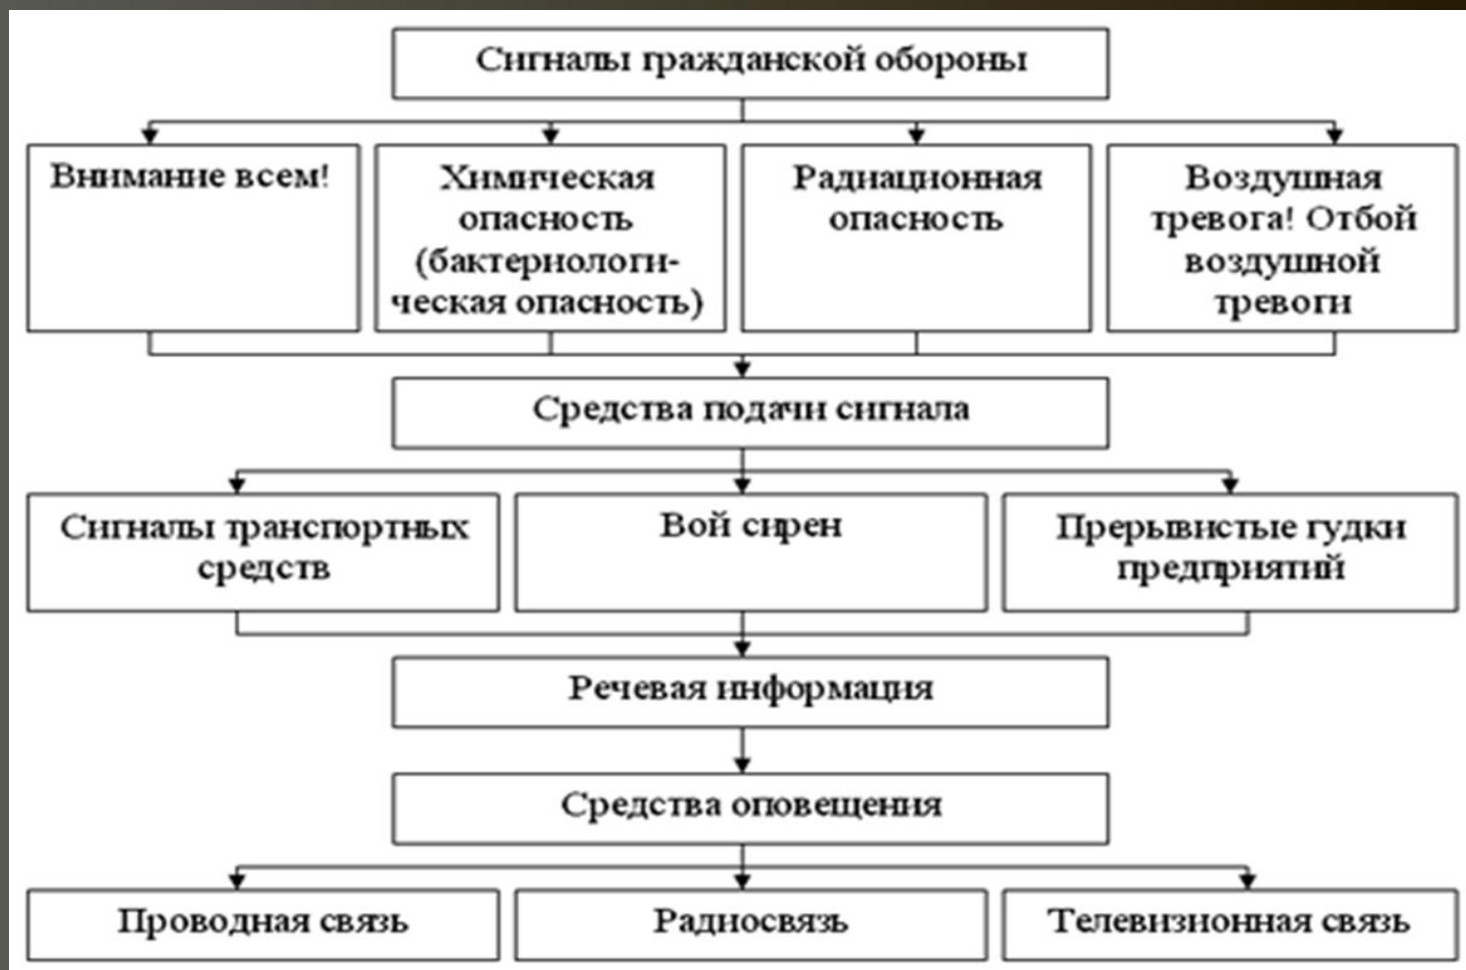 Сигналы гражданской обороны
Внимание всем!
Химическая
опасность
(бактериологи-
ческая опасность)
Радиационная
опасность
Воздушная
тревога! Отбой
воздушной
тревоги
Средства подачи сигнала
Сигналы транспортных
средств
Вой сирен
Прерывистые гудки
предприятий
Речевая информация
Средства оповещения
Проводная связь
Радиосвязь
Телевизионная связь